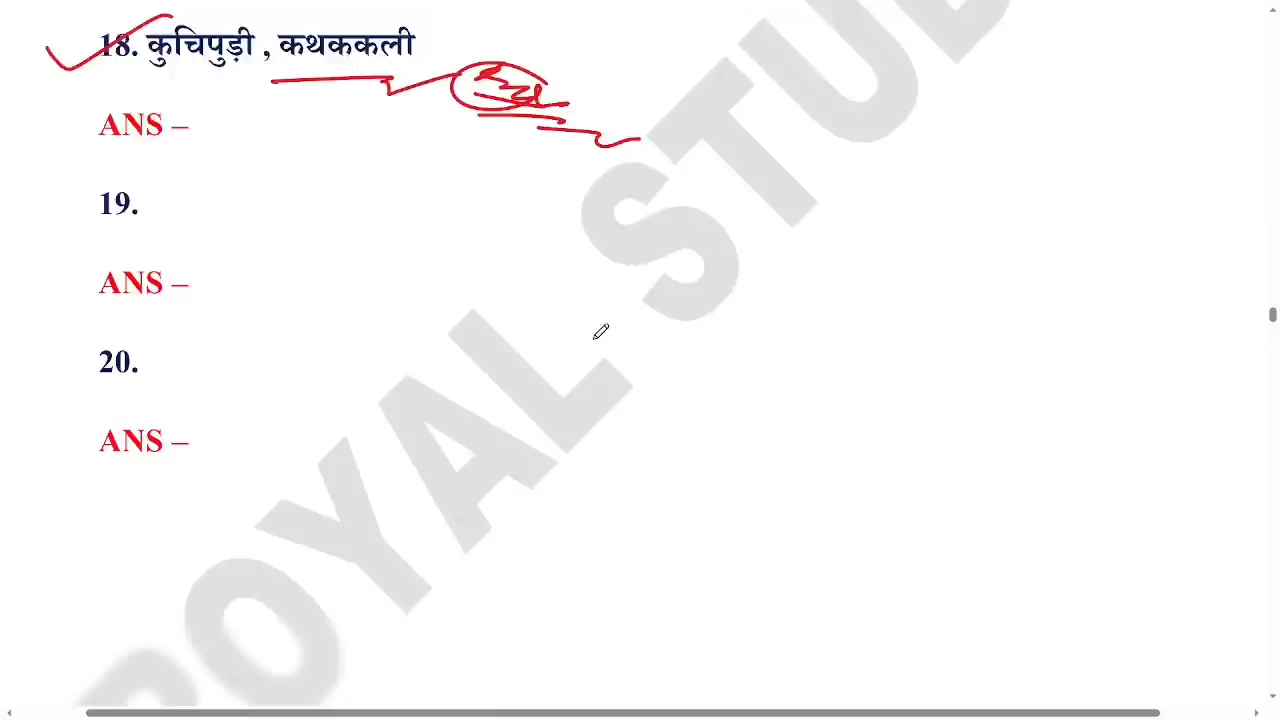 18. कुचिपुड़ी , कथककली
ANS –
19.
ANS –
20.
ANS –
ROYAL STUD